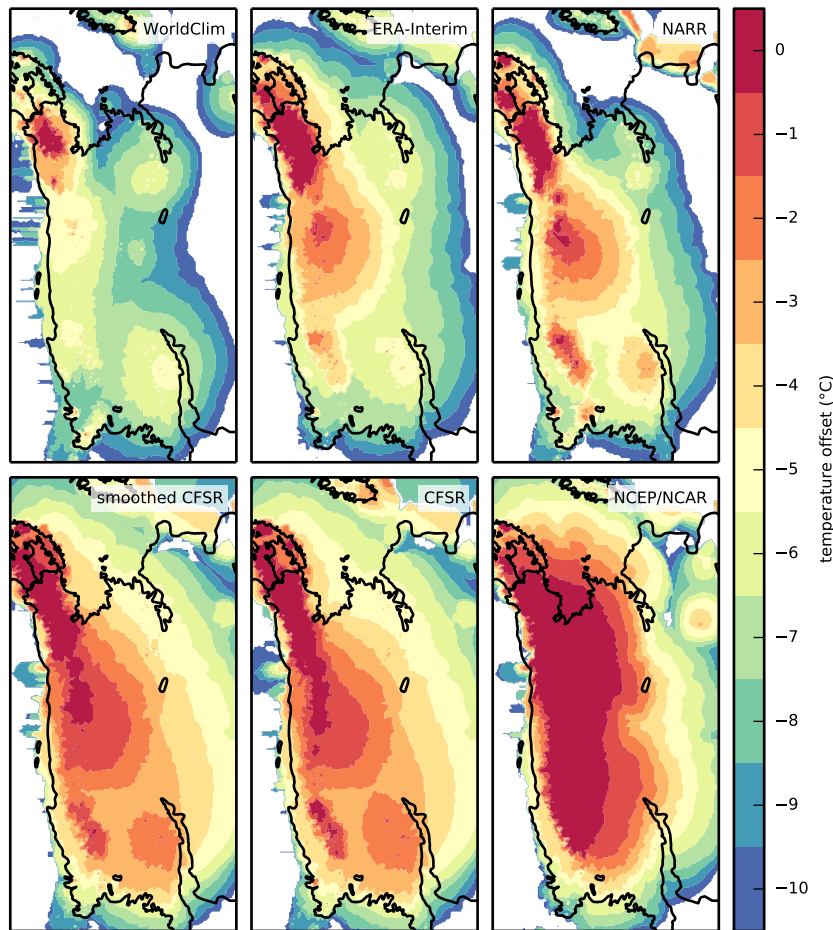 WorldClim
ERA-Interim
NARR
smoothed CFSR
CFSR
NCEP/NCAR
0
−1
−2
−3
−4
−5
−6
−7
−8
−9
−10
temperature offset (°C)